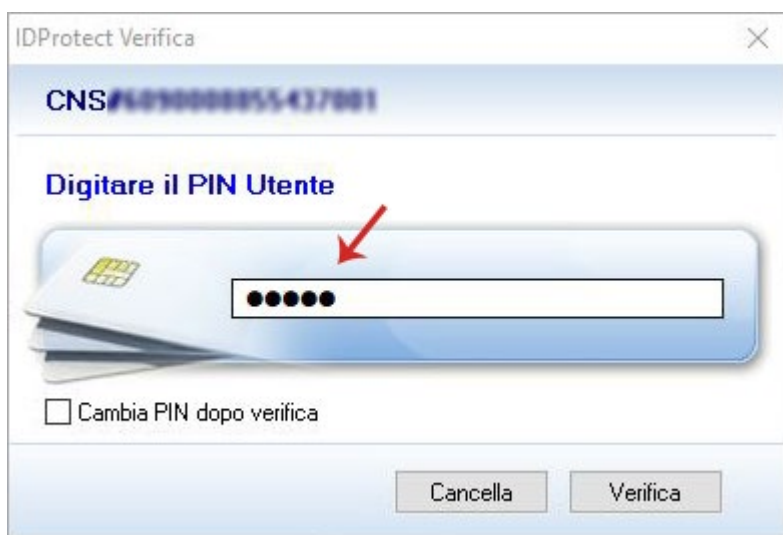 IDProtect Verifica
CNS
Digitare il PIN Utente
●●●●●
Cambia PIN dopo verifica
Cancella
Verifica